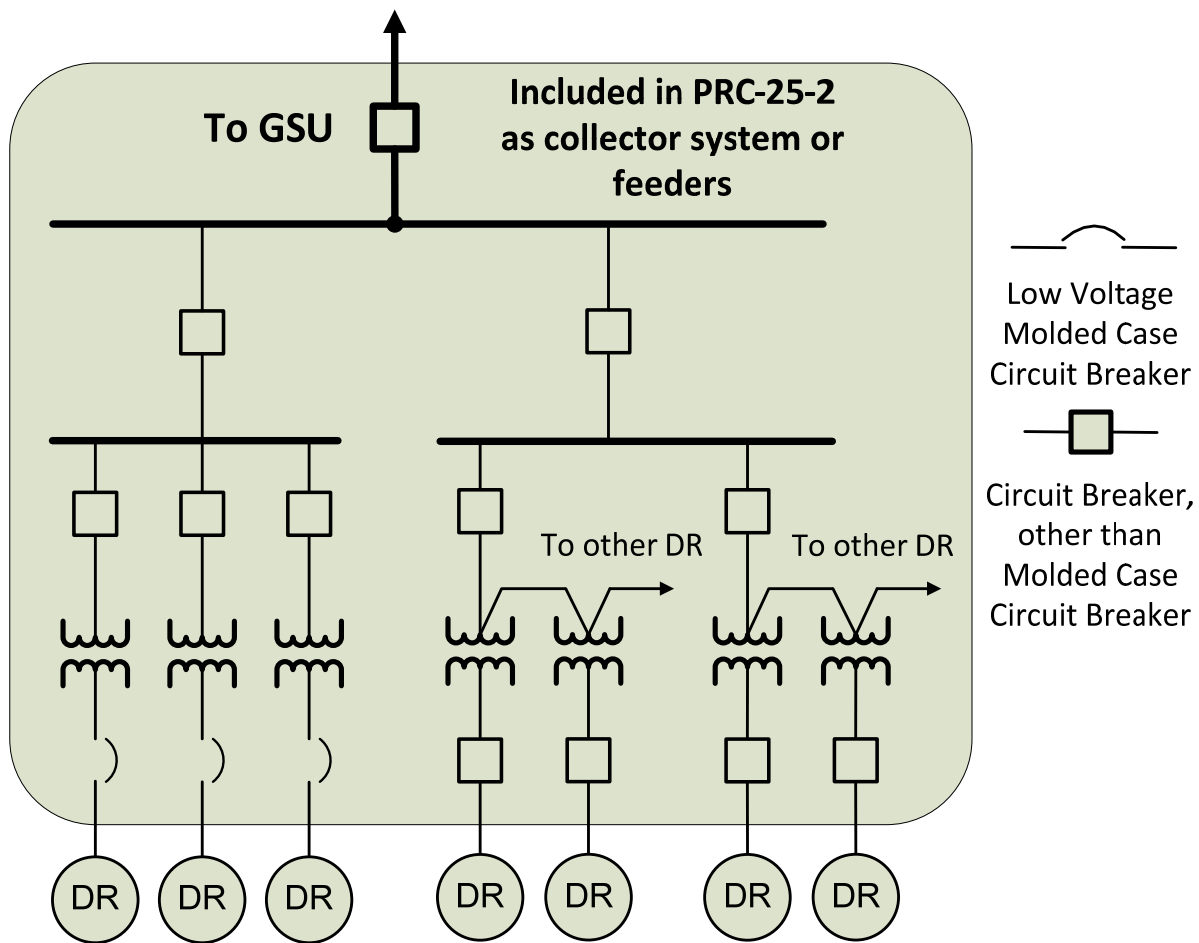 To GSU
Included in PRC-25-2
as collector system or
feeders
Low Voltage
Molded Case
Circuit Breaker
Circuit Breaker,
other than
Molded Case
Circuit Breaker
To other DR
To other DR
DR
DR
DR
DR
DR
DR
DR